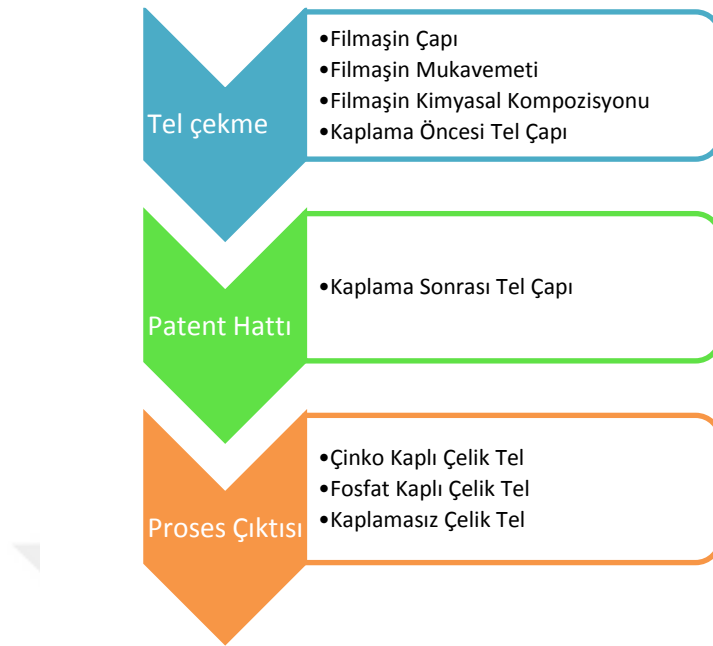 Tel çekme
•Filmaşin Çapı
•Filmaşin Mukavemeti
•Filmaşin Kimyasal Kompozisyonu
•Kaplama Öncesi Tel Çapı
Patent Hattı
•Kaplama Sonrası Tel Çapı
Proses Çıktısı
•Çinko Kaplı Çelik Tel
•Fosfat Kaplı Çelik Tel
•Kaplamasız Çelik Tel